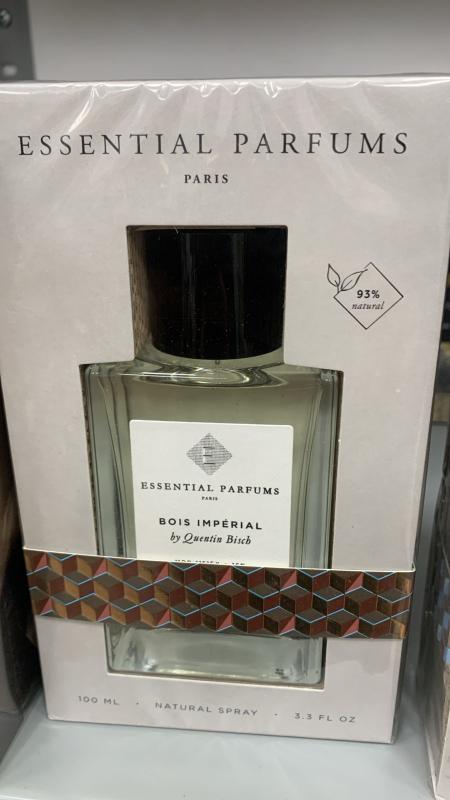 ESSENTIAL PARFUMS
PARIS
93%
natural
E
ESSENTIAL PARFUMS
PARIS
BOIS IMPÉRIAL
by Quentin Bisch
100 ML · NATURAL SPRAY · 3.3 FL OZ